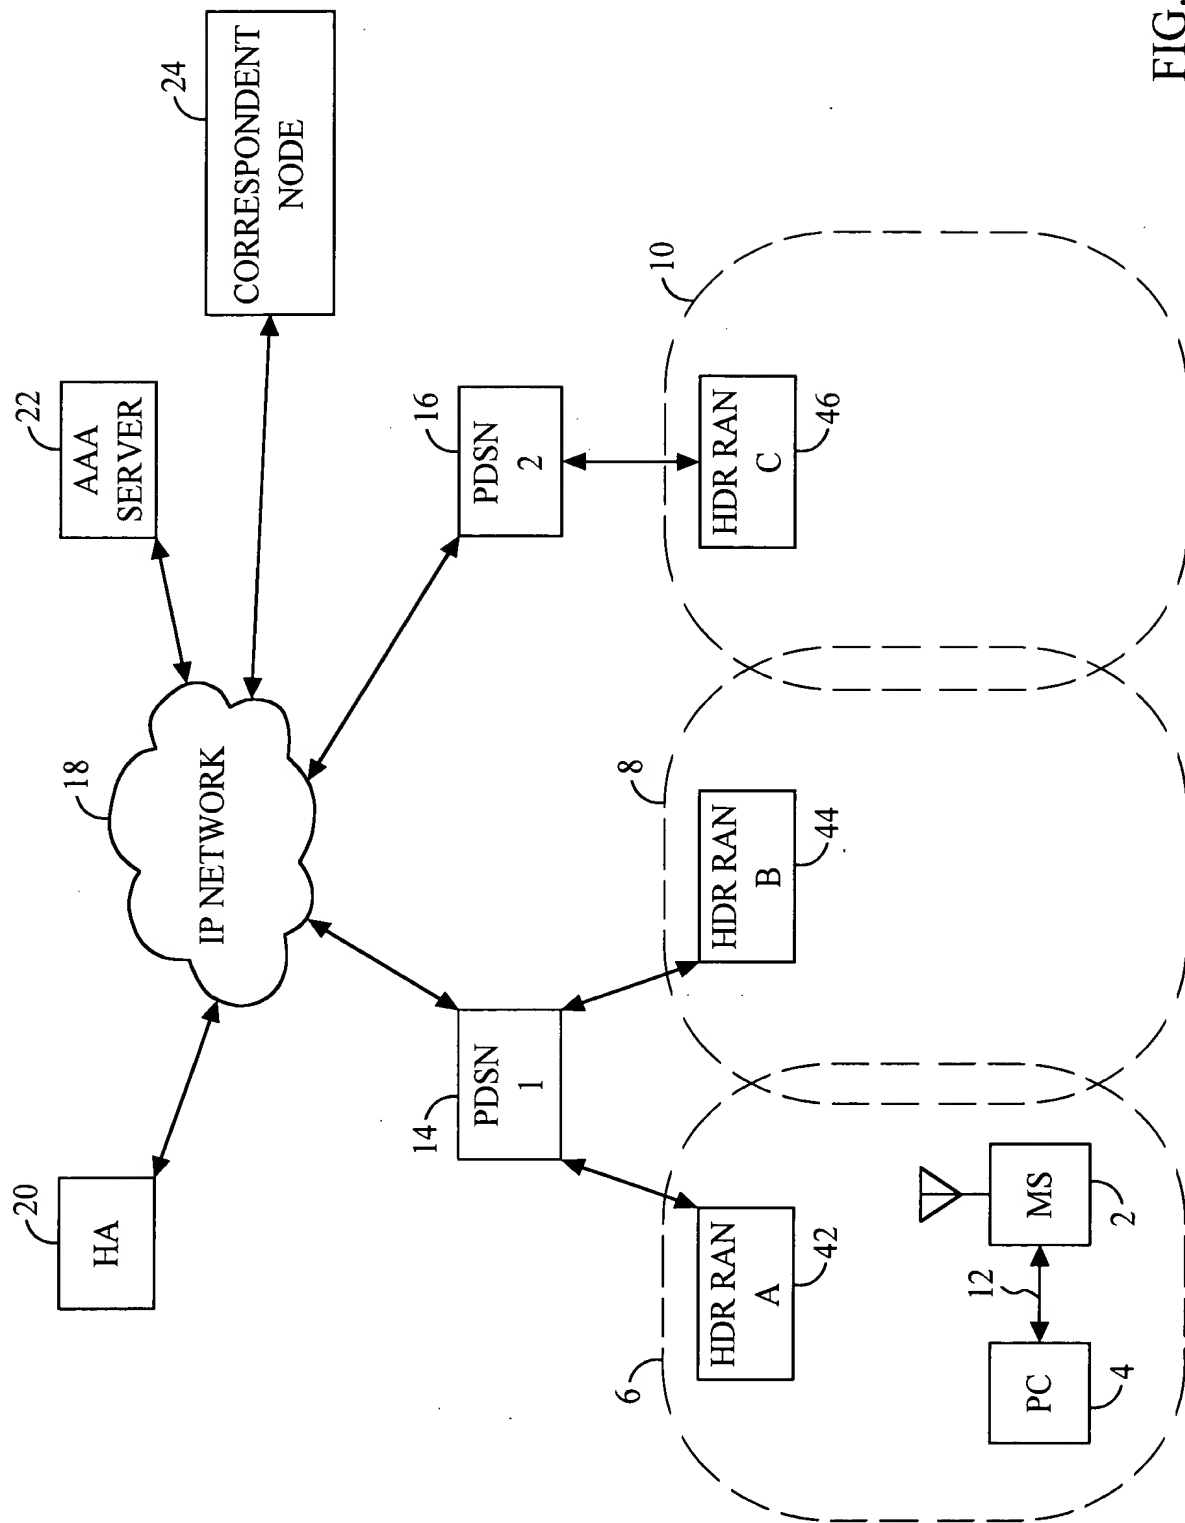 20
HA
18
IP NETWORK
22
AAA
SERVER
24
CORRESPONDENT
NODE
14
PDSN
1
16
PDSN
2
6
HDR RAN
A
42
8
HDR RAN
B
44
10
HDR RAN
C
46
PC
4
12
MS
2
FIG.